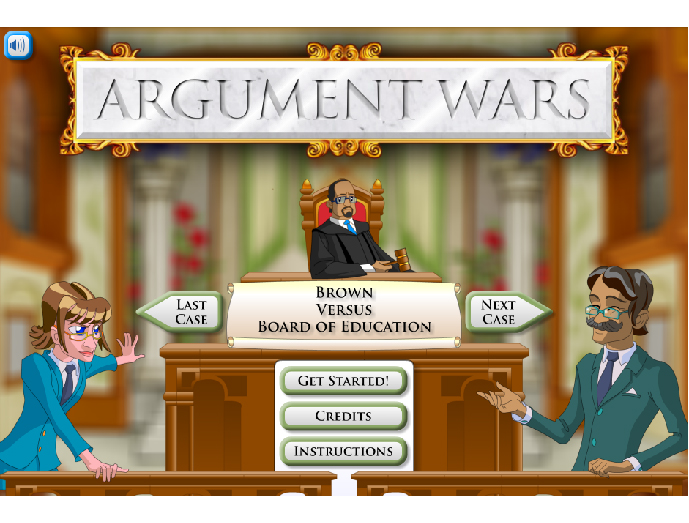 ARGUMENT WARS
BROWN
VERSUS
BOARD OF EDUCATION
LAST
CASE
NEXT
CASE
GET STARTED!
CREDITS
INSTRUCTIONS